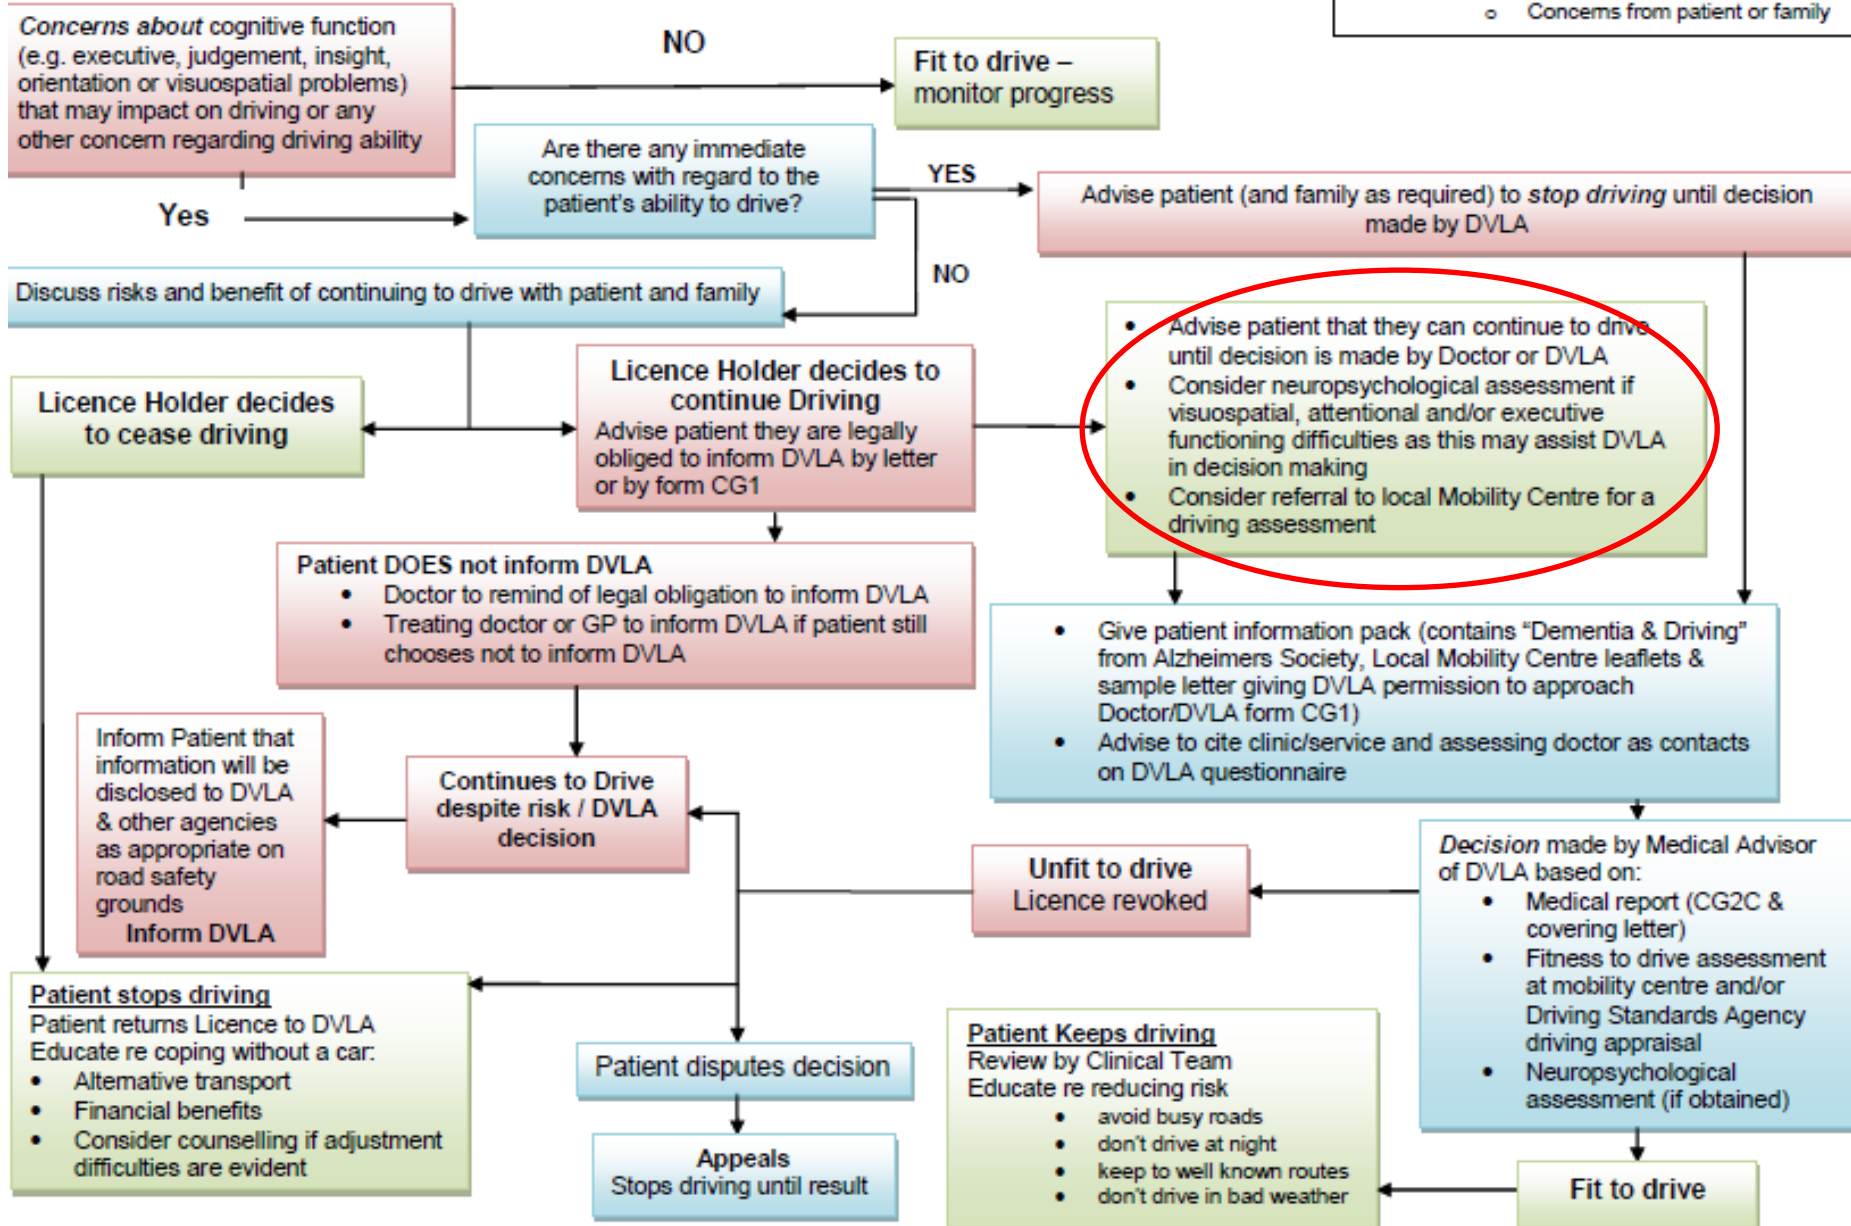 ○ Concerns from patient or family
Concerns about cognitive function
(e.g. executive, judgement, insight,
orientation or visuospatial problems)
that may impact on driving or any
other concern regarding driving ability
NO
Fit to drive –
monitor progress
Yes
Are there any immediate
concerns with regard to the
patient's ability to drive?
YES
Advise patient (and family as required) to stop driving until decision
made by DVLA
NO
Discuss risks and benefit of continuing to drive with patient and family
Licence Holder decides
to cease driving
Licence Holder decides to
continue Driving
Advise patient they are legally
obliged to inform DVLA by letter
or by form CG1
• Advise patient that they can continue to drive
until decision is made by Doctor or DVLA
• Consider neuropsychological assessment if
visuospatial, attentional and/or executive
functioning difficulties as this may assist DVLA
in decision making
• Consider referral to local Mobility Centre for a
driving assessment
Patient DOES not inform DVLA
• Doctor to remind of legal obligation to inform DVLA
• Treating doctor or GP to inform DVLA if patient still
chooses not to inform DVLA
• Give patient information pack (contains “Dementia & Driving”
from Alzheimers Society, Local Mobility Centre leaflets &
sample letter giving DVLA permission to approach
Doctor/DVLA form CG1)
• Advise to cite clinic/service and assessing doctor as contacts
on DVLA questionnaire
Inform Patient that
information will be
disclosed to DVLA
& other agencies
as appropriate on
road safety
grounds
Inform DVLA
Continues to Drive
despite risk / DVLA
decision
Unfit to drive
Licence revoked
Decision made by Medical Advisor
of DVLA based on:
• Medical report (CG2C &
covering letter)
• Fitness to drive assessment
at mobility centre and/or
Driving Standards Agency
driving appraisal
• Neuropsychological
assessment (if obtained)
Patient stops driving
Patient returns Licence to DVLA
Educate re coping without a car:
• Alternative transport
• Financial benefits
• Consider counselling if adjustment
difficulties are evident
Patient disputes decision
Appeals
Stops driving until result
Patient Keeps driving
Review by Clinical Team
Educate re reducing risk
• avoid busy roads
• don't drive at night
• keep to well known routes
• don't drive in bad weather
Fit to drive